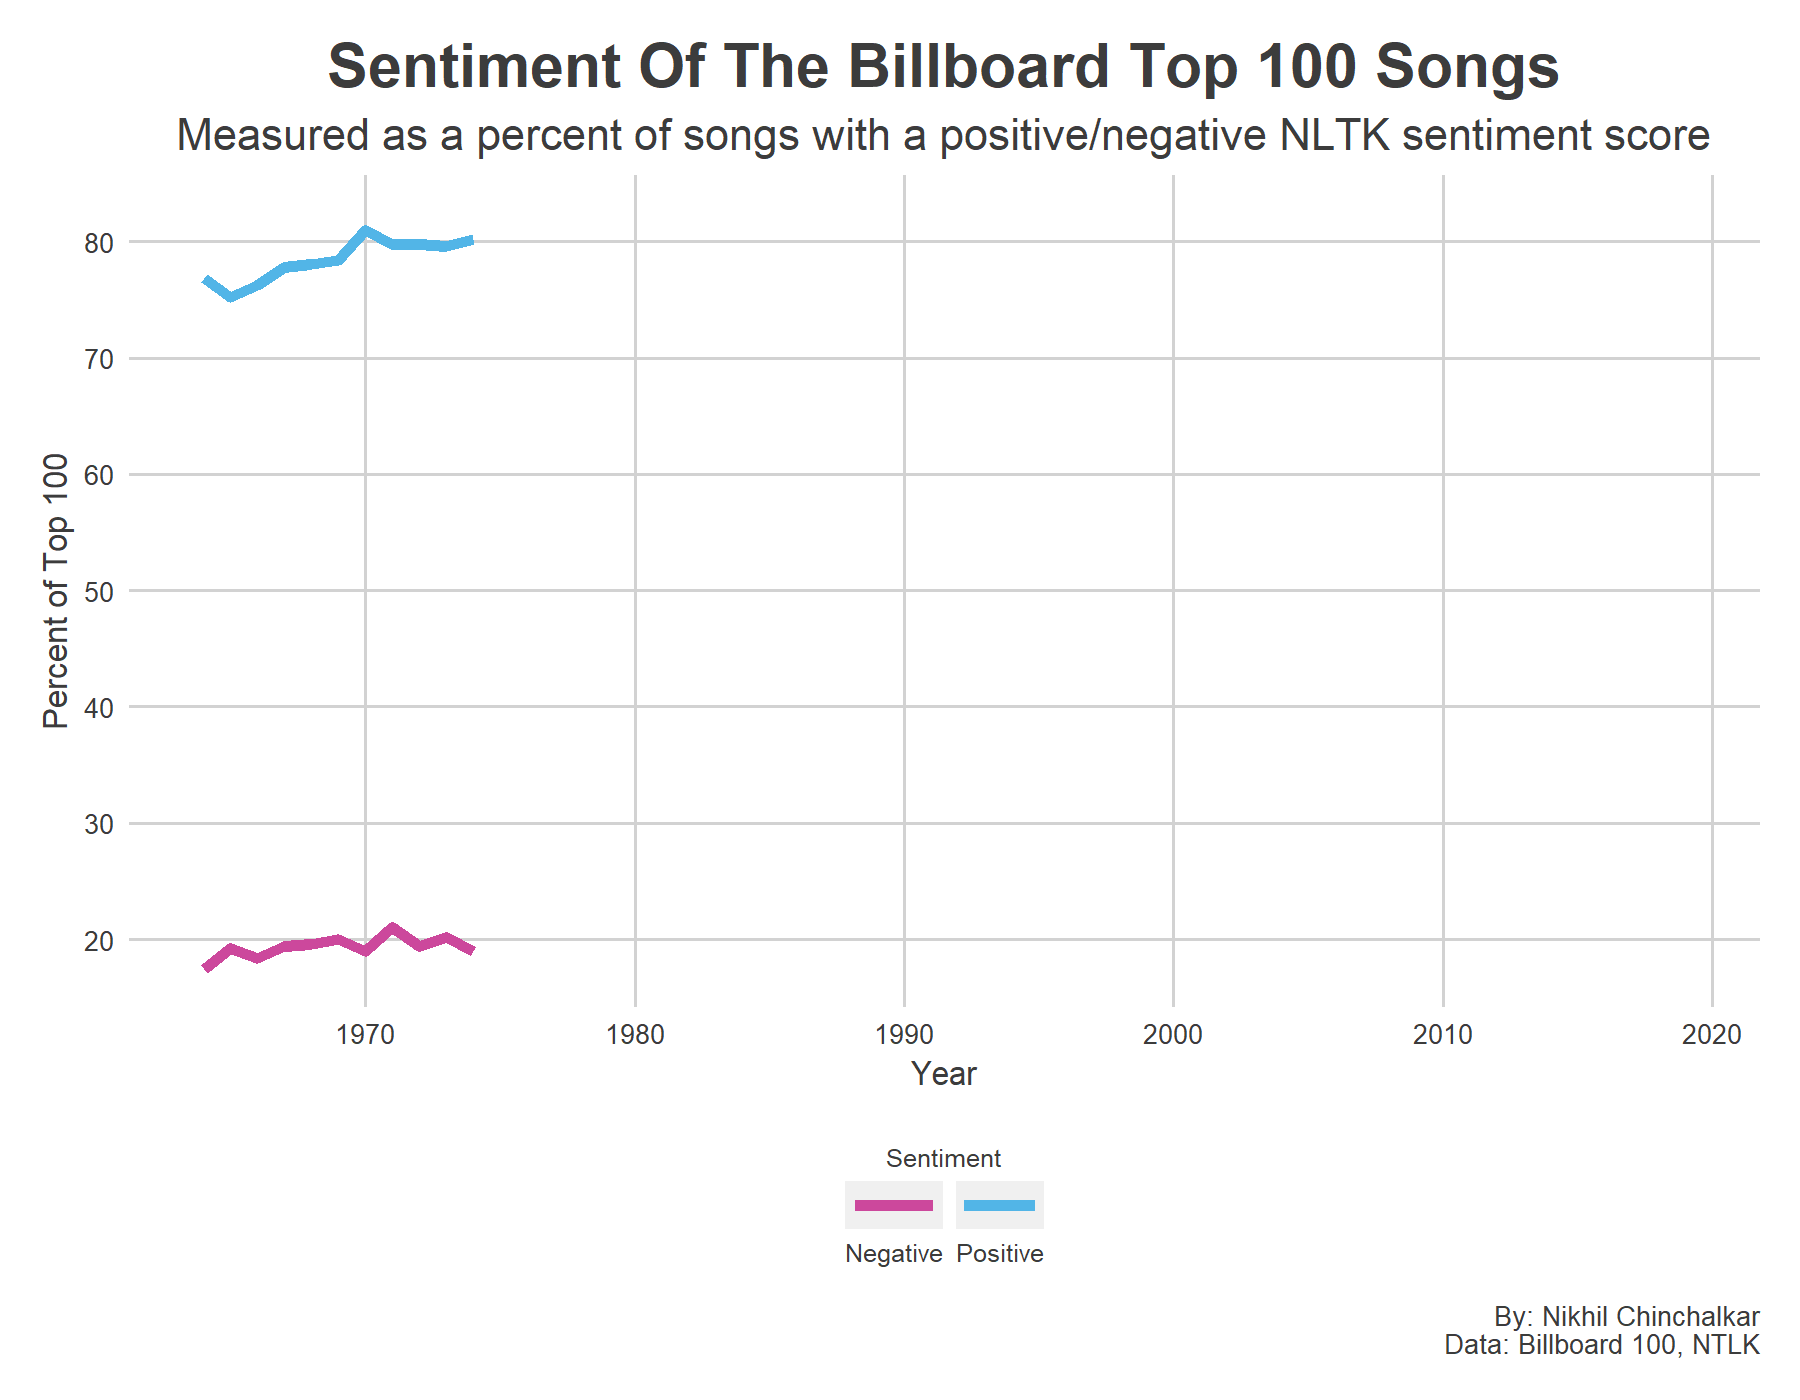 Sentiment Of The Billboard Top 100 Songs
Measured as a percent of songs with a positive/negative NLTK sentiment score
80
70
60
50
40
30
20
Percent of Top 100
1970 1980 1990 2000 2010 2020
Year
Sentiment
Negative Positive
By: Nikhil Chinchalkar
Data: Billboard 100, NTLK